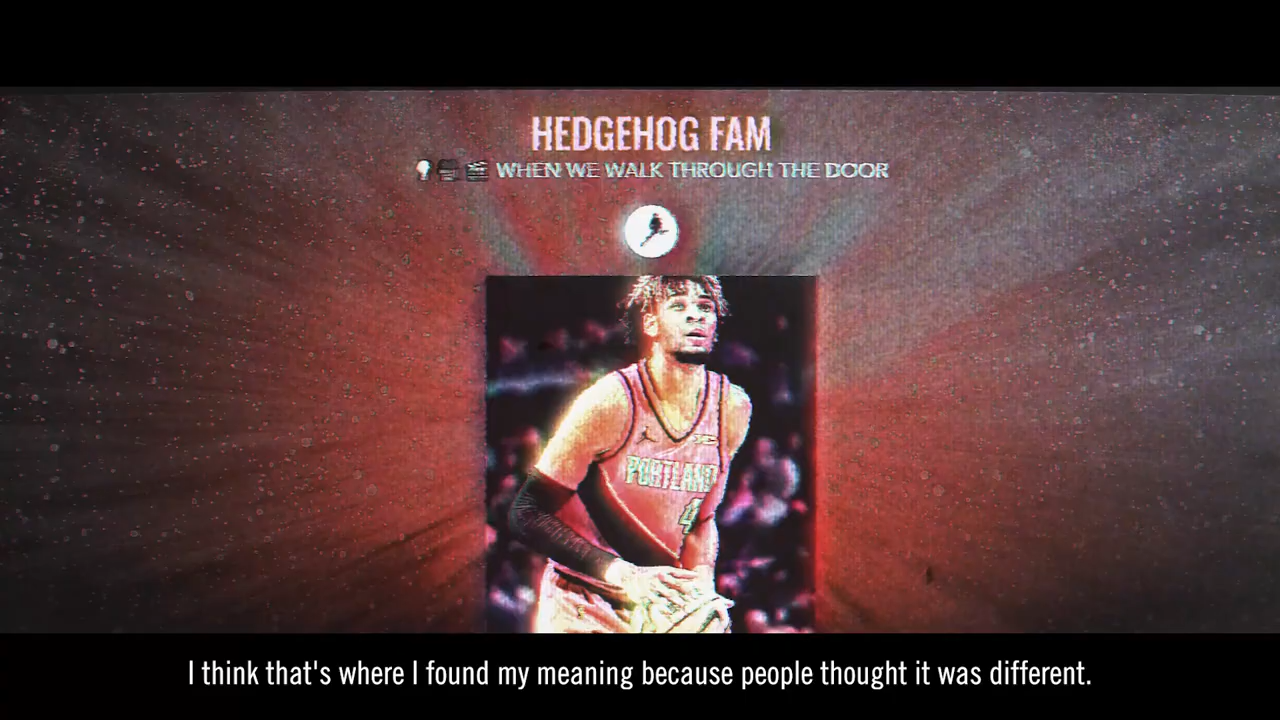 HEDGEHOG FAM
WHEN WE WALK THROUGH THE DOOR
PORTLAND
4
I think that's where I found my meaning because people thought it was different.